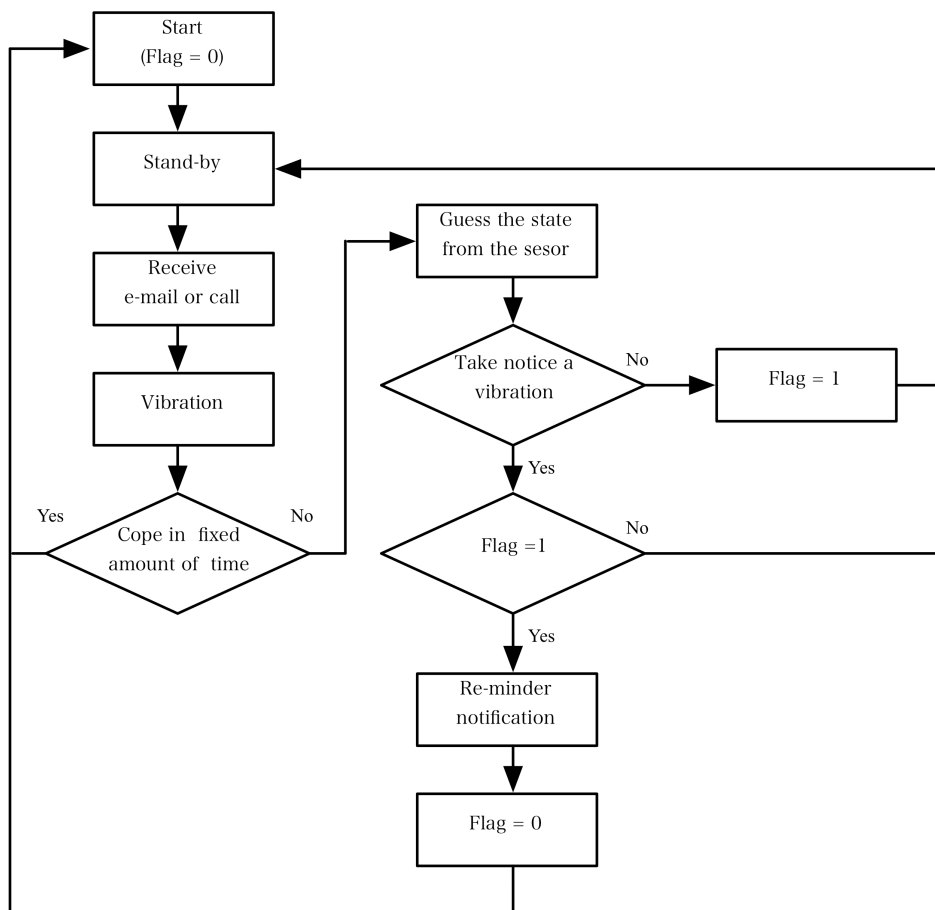 Start
(Flag = 0)
Stand-by
Receive
e-mail or call
Vibration
Yes
No
Cope in fixed
amount of time
Guess the state
from the sesor
Take notice a
vibration
No
Flag = 1
Yes
Flag =1
No
Yes
Re-minder
notification
Flag = 0